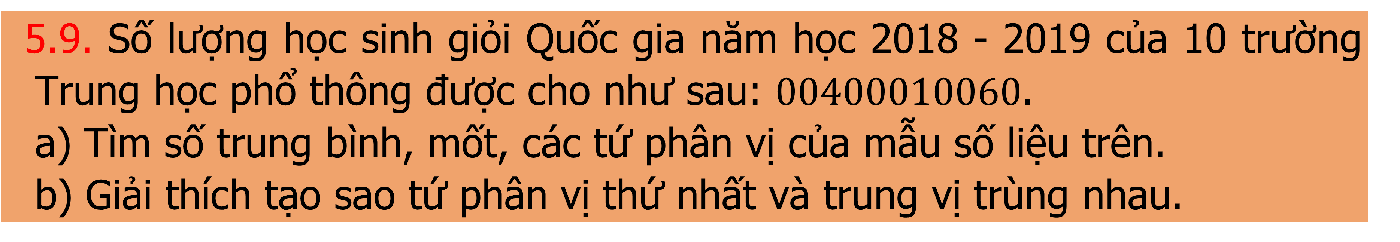 5.9. Số lượng học sinh giỏi Quốc gia năm học 2018 - 2019 của 10 trường
Trung học phổ thông được cho như sau: 00400010060.
a) Tìm số trung bình, mốt, các tứ phân vị của mẫu số liệu trên.
b) Giải thích tạo sao tứ phân vị thứ nhất và trung vị trùng nhau.